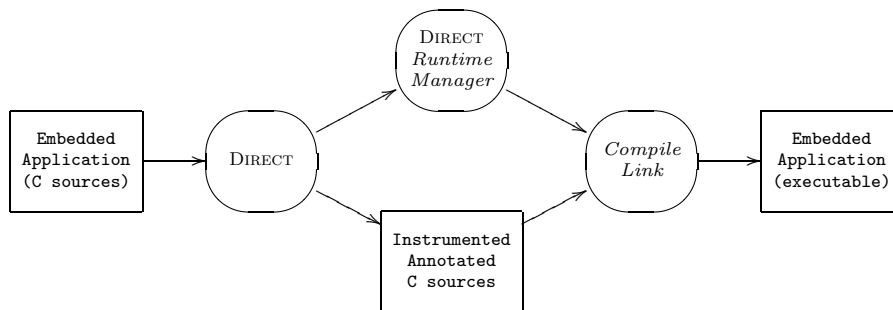 DIRECT
Runtime
Manager
Embedded
Application
(C sources)
DIRECT
Compile
Link
Embedded
Application
(executable)
Instrumented
Annotated
C sources